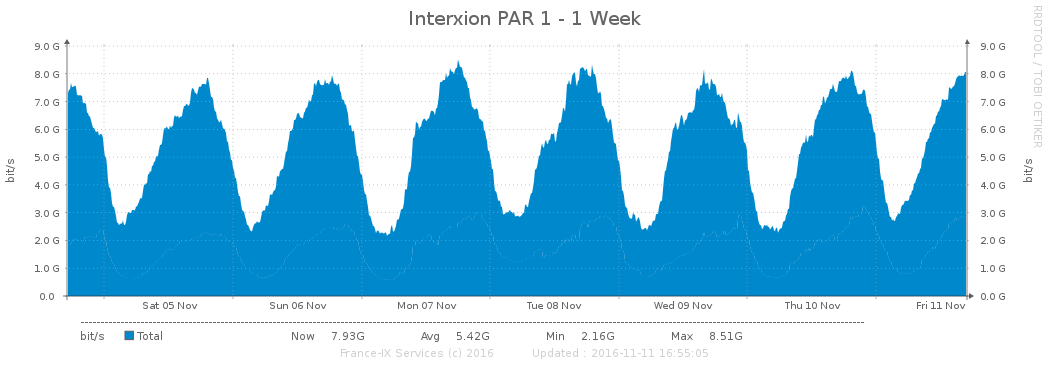 Interxion PAR 1 - 1 Week
RRDTOOL / TOBI OETIKER
9.0 G 9.0 G
8.0 G 8.0 G
7.0 G 7.0 G
6.0 G 6.0 G
5.0 G 5.0 G
4.0 G 4.0 G
3.0 G 3.0 G
2.0 G 2.0 G
1.0 G 1.0 G
0.0 0.0 G
bit/s bit/s
Sat 05 Nov Sun 06 Nov Mon 07 Nov Tue 08 Nov Wed 09 Nov Thu 10 Nov Fri 11 Nov
bit/s Total Now 7.93G Avg 5.42G Min 2.16G Max 8.51G
France-IX Services (c) 2016 Updated : 2016-11-11 16:55:05